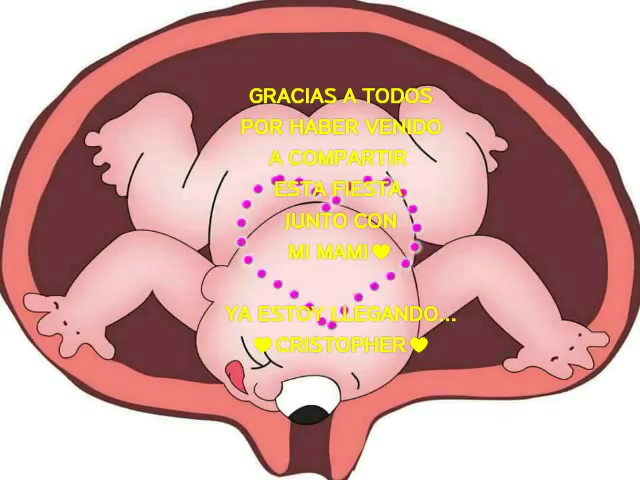 GRACIAS A TODOS
POR HABER VENIDO
A COMPARTIR
ESTA FIESTA
JUNTO CON
MI MAMI♥
YA ESTOY LLEGANDO...
♥CRISTOPHER♥